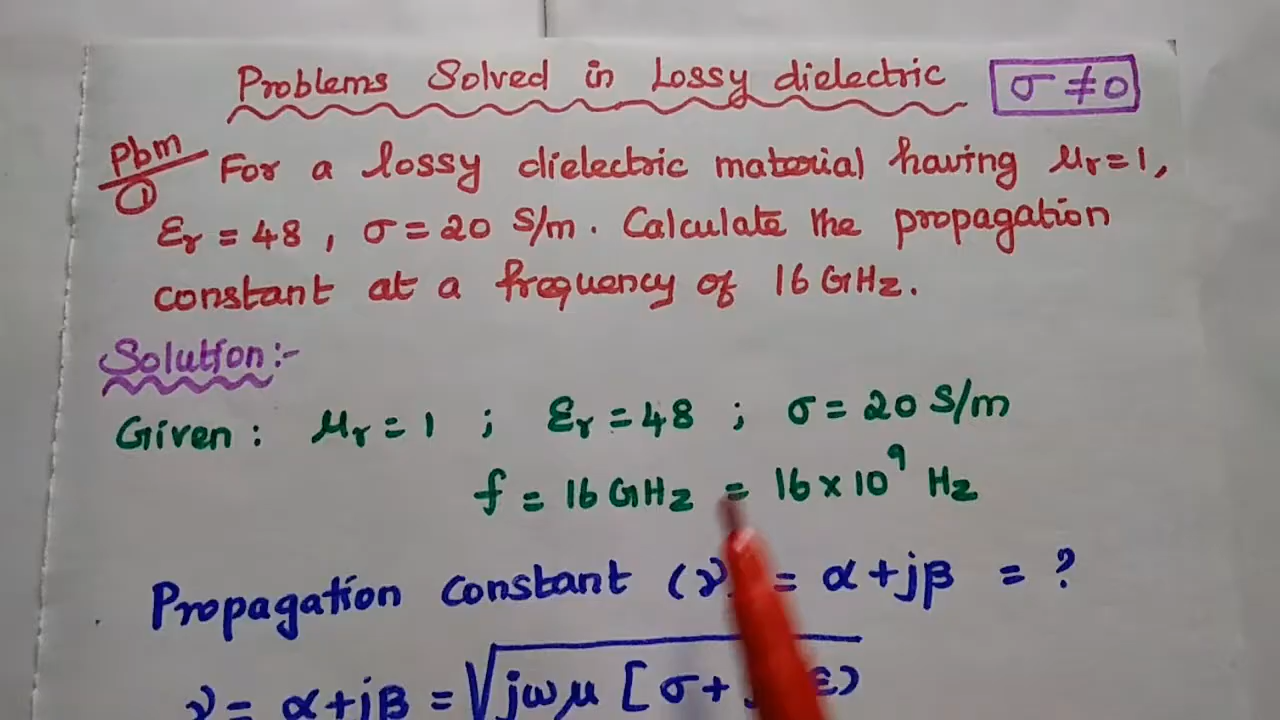 Problems Solved in Lossy dielectric σ ≠ 0
Pbm 1 For a lossy dielectric material having μr = 1,
εr = 48, σ = 20 S/m. Calculate the propagation
constant at a frequency of 16 GHz.
Solution:-
Given: μr = 1 ; εr = 48 ; σ = 20 S/m
f = 16 GHz = 16 × 10⁹ Hz
Propagation constant (γ) = α + jβ = ?
γ = α + jβ = √jωμ [σ + j ε)